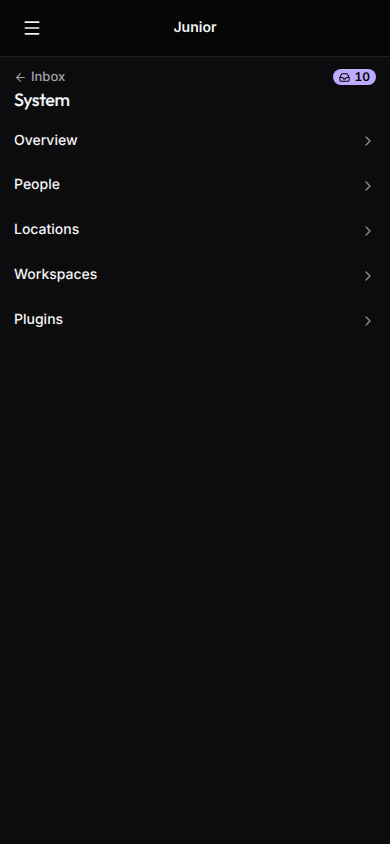 Junior
Inbox
10
System
Overview
People
Locations
Workspaces
Plugins